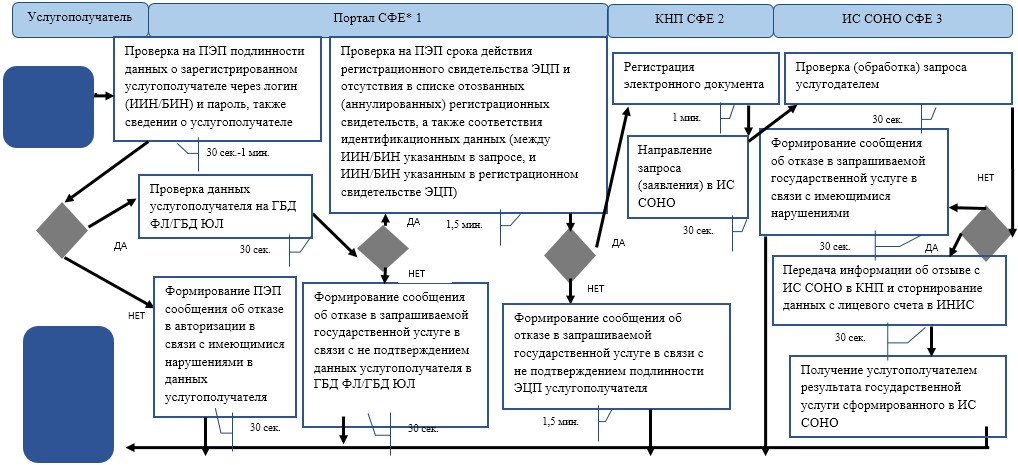 Услугополучатель
Портал СФЕ* 1
КНП СФЕ 2
ИС СОНО СФЕ 3
Проверка на ПЭП подлинности
данных о зарегистрированном
услугополучателе через логин
(ИИН/БИН) и пароль, также
сведении о услугополучателе
30 сек.-1 мин.
Проверка на ПЭП срока действия
регистрационного свидетельства ЭЦП и
отсутствия в списке отозванных
(аннулированных) регистрационных
свидетельств, а также соответствия
идентификационных данных (между
ИИН/БИН указанным в запросе, и
ИИН/БИН указанным в регистрационном
свидетельстве ЭЦП)
1,5 мин.
Регистрация
электронного документа
1 мин.
Проверка (обработка) запроса
услугодателем
30 сек.
Направление
запроса
(заявления) в ИС
СОНО
30 сек.
Формирование сообщения
об отказе в запрашиваемой
государственной услуге в
связи с имеющимися
нарушениями
30 сек.
НЕТ
ДА
Проверка данных
услугополучателя на ГБД
ФЛ/ГБД ЮЛ
30 сек.
ДА
НЕТ
ДА
НЕТ
ДА
НЕТ
Передача информации об отзыве с
ИС СОНО в КНП и сторнирование
данных с лицевого счета в ИНИС
30 сек.
Формирование ПЭП
сообщения об отказе
в авторизации в
связи с имеющимися
нарушениями в
данных
услугополучателя
30 сек.
Формирование сообщения
об отказе в запрашиваемой
государственной услуге в
связи с не подтверждением
данных услугополучателя в
ГБД ФЛ/ГБД ЮЛ
30 сек.
Формирование сообщения об
отказе в запрашиваемой
государственной услуге в связи с
не подтверждением подлинности
ЭЦП услугополучателя
1,5 мин.
Получение услугополучателем
результата государственной
услуги сформированного в ИС
СОНО